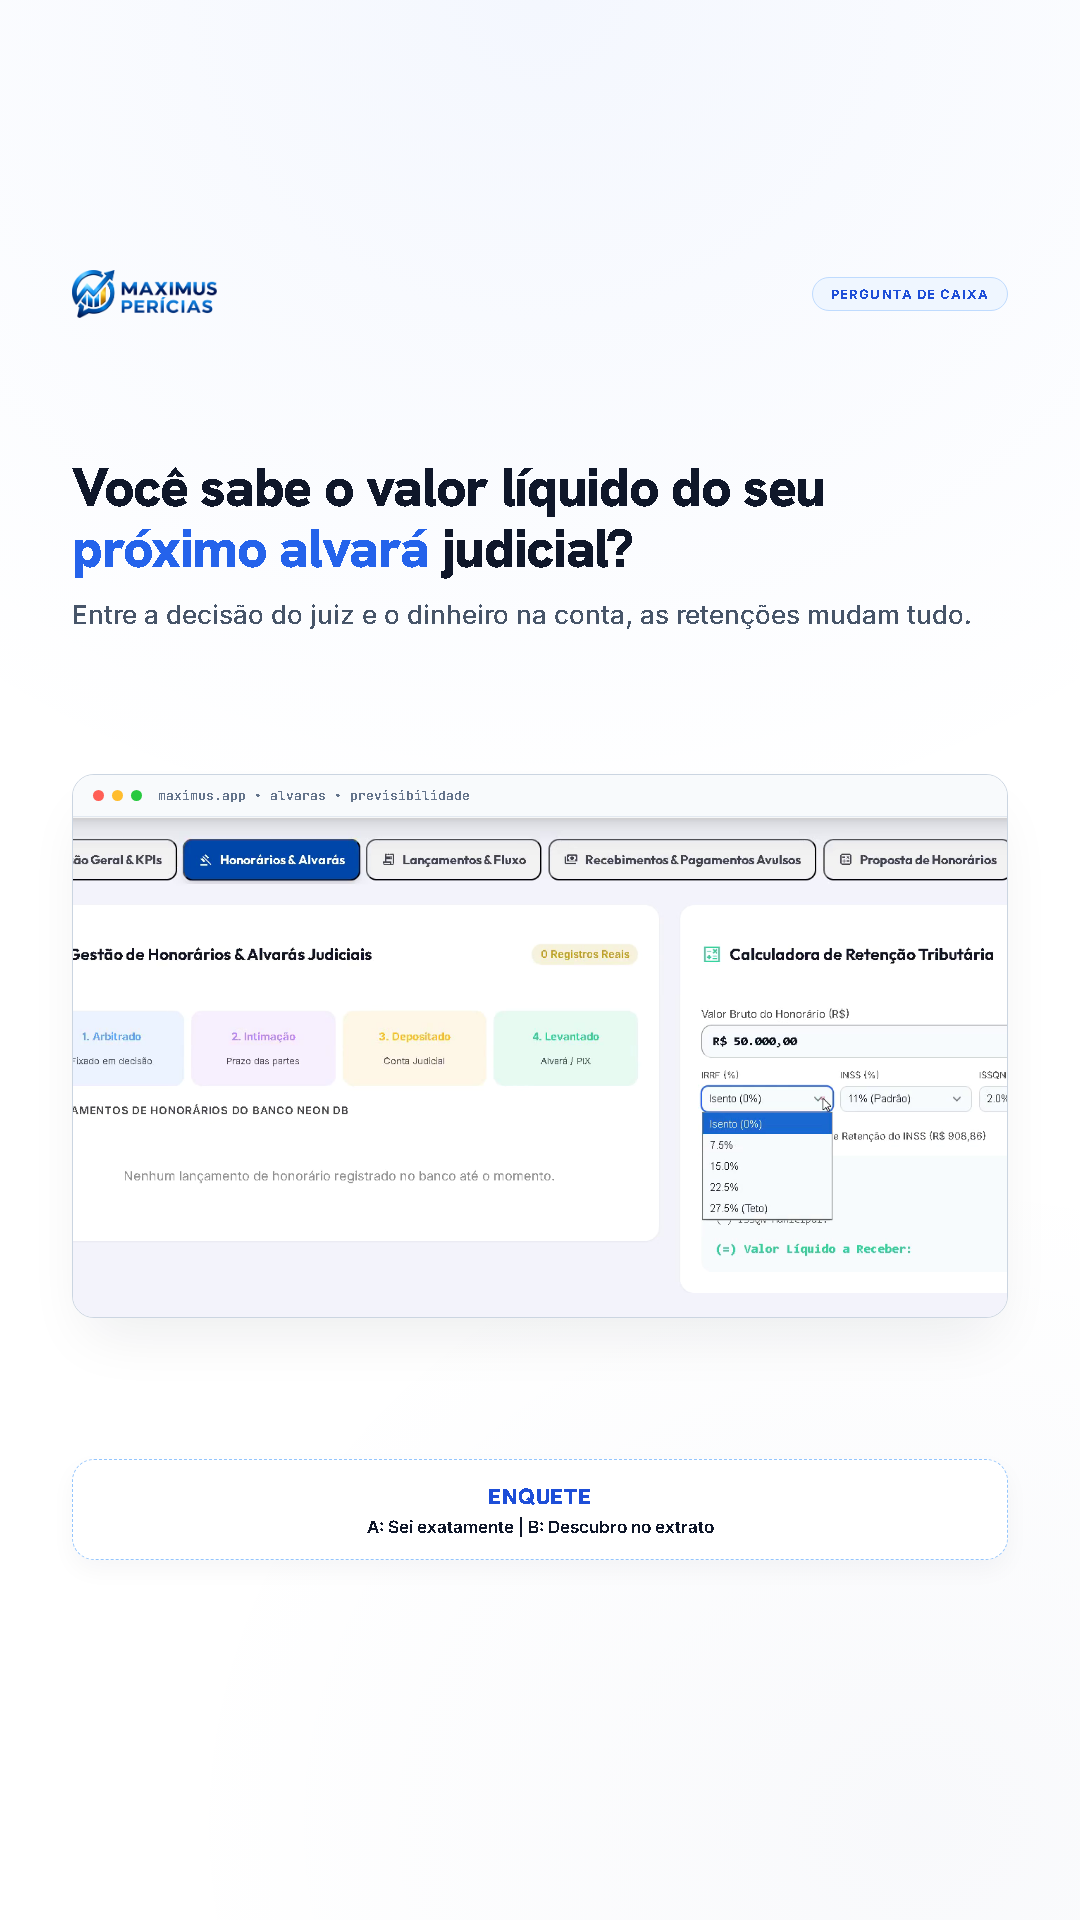 MAXIMUS
PERÍCIAS
PERGUNTA DE CAIXA
Você sabe o valor líquido do seu
próximo alvará judicial?
Entre a decisão do juiz e o dinheiro na conta, as retenções mudam tudo.
maximus.app • alvaras • previsibilidade
ão Geral & KPIs
Honorários & Alvarás
Lançamentos & Fluxo
Recebimentos & Pagamentos Avulsos
Proposta de Honorários
Gestão de Honorários & Alvarás Judiciais
0 Registros Reais
1. Arbitrado
Fixado em decisão
2. Intimação
Prazo das partes
3. Depositado
Conta Judicial
4. Levantado
Alvará / PIX
AMENTOS DE HONORÁRIOS DO BANCO NEON DB
Nenhum lançamento de honorário registrado no banco até o momento.
Calculadora de Retenção Tributária
Valor Bruto do Honorário (R$)
R$ 50.000,00
IRRF (%)
INSS (%)
ISSQN
Isento (0%)
11% (Padrão)
2.0%
Isento (0%)
7.5%
15.0%
22.5%
27.5% (Teto)
e Retenção do INSS (R$ 908,86)
(=) Valor Líquido a Receber:
ENQUETE
A: Sei exatamente | B: Descubro no extrato